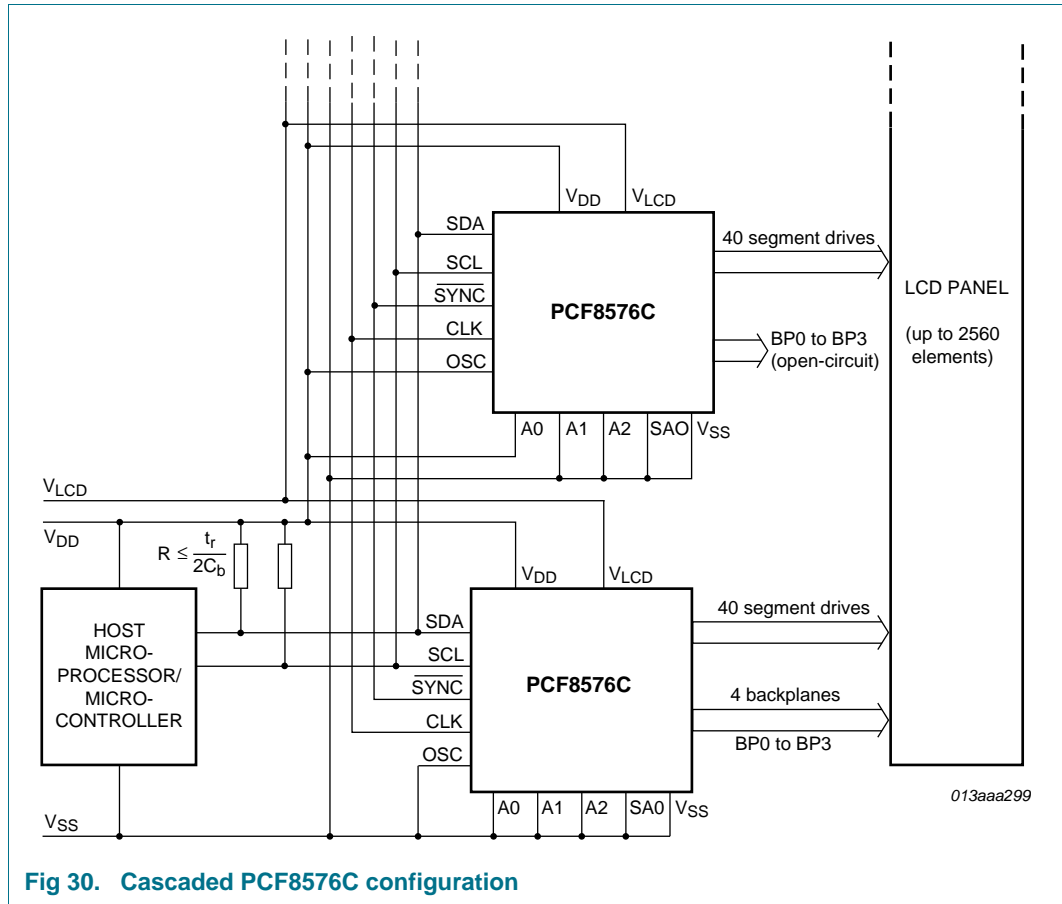 VDD VLCD
SDA
40 segment drives
SCL
LCD PANEL
SYNC
PCF8576C
(up to 2560
elements)
CLK
BP0 to BP3
(open-circuit)
OSC
A0 A1 A2 SAO VSS
VLCD
VDD
R ≤ tr/2Cb
VDD VLCD
40 segment drives
SDA
HOST
MICRO-
PROCESSOR/
MICRO-
CONTROLLER
SCL
PCF8576C
SYNC
4 backplanes
CLK
BP0 to BP3
OSC
013aaa299
A0 A1 A2 SA0 VSS
VSS
Fig 30. Cascaded PCF8576C configuration